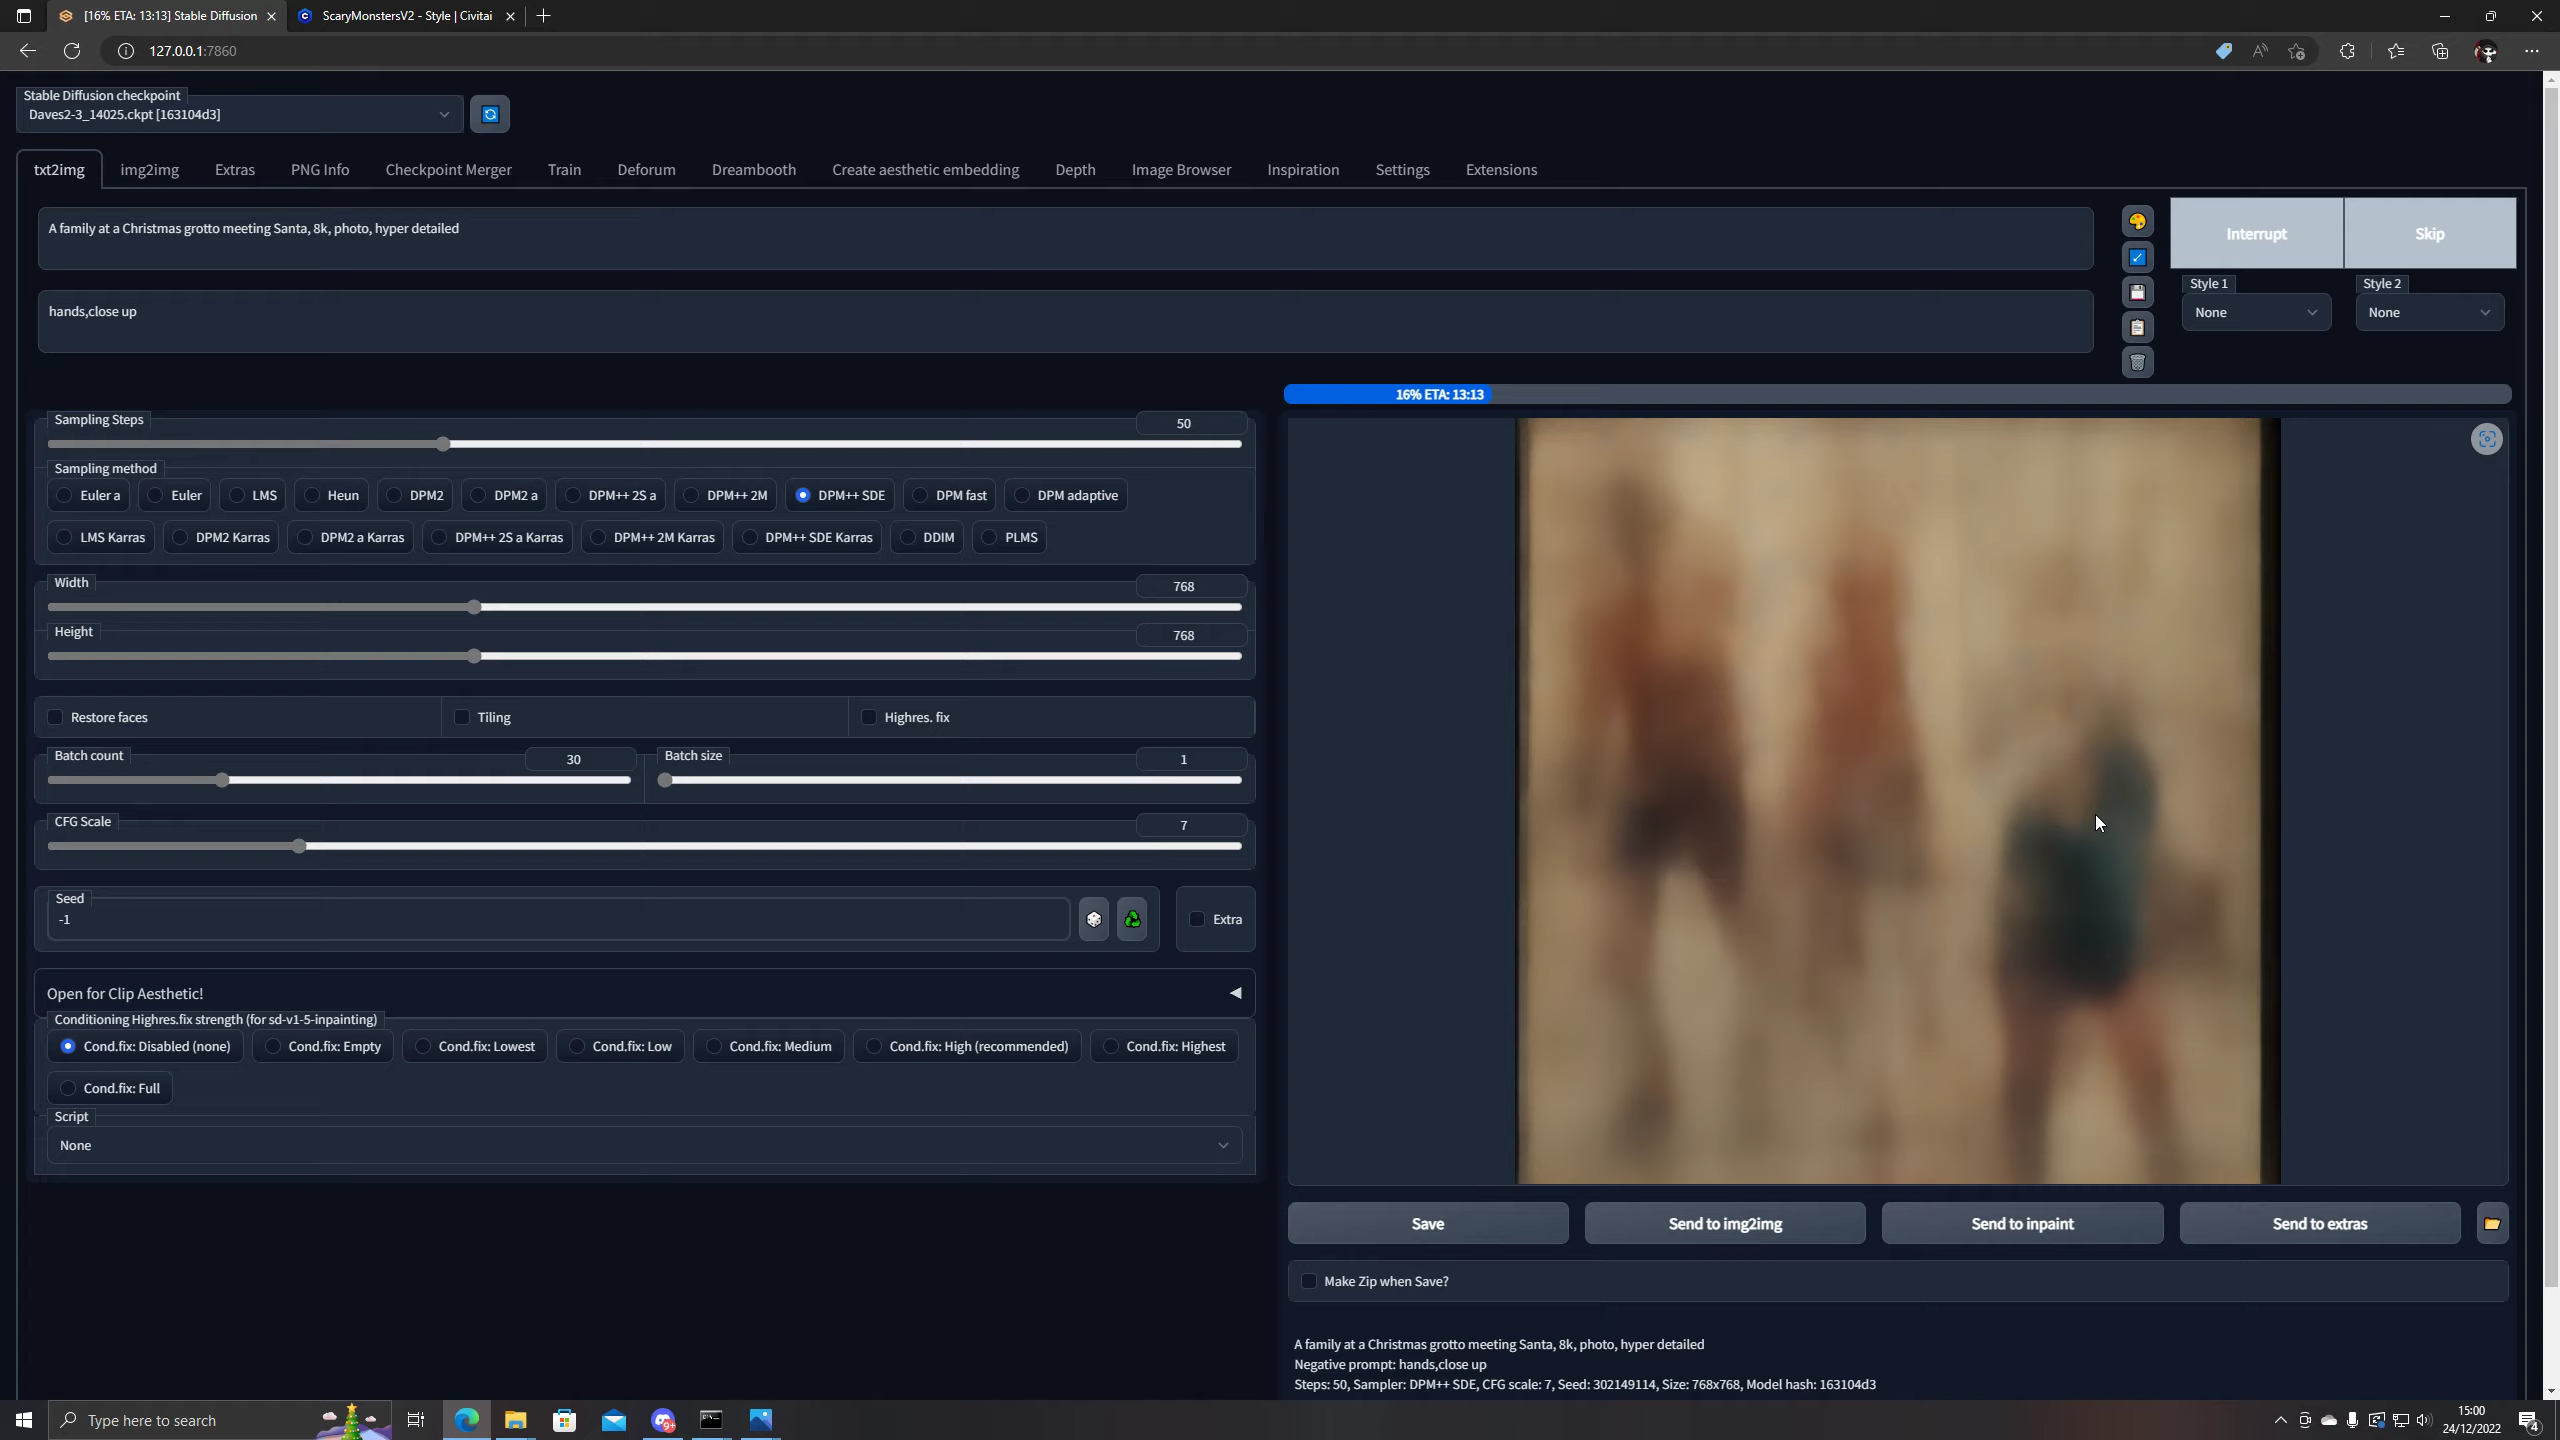 [16% ETA: 13:13] Stable Diffusion
ScaryMonstersV2 - Style | Civitai
127.0.0.1:7860
Stable Diffusion checkpoint
Daves2-3_14025.ckpt [163104d3]
txt2img img2img Extras PNG Info Checkpoint Merger Train Deforum Dreambooth Create aesthetic embedding Depth Image Browser Inspiration Settings Extensions
A family at a Christmas grotto meeting Santa, 8k, photo, hyper detailed
Interrupt Skip
Style 1 Style 2
None None
hands,close up
16% ETA: 13:13
Sampling Steps 50
Sampling method
Euler a Euler LMS Heun DPM2 DPM2 a DPM++ 2S a DPM++ 2M DPM++ SDE DPM fast DPM adaptive
LMS Karras DPM2 Karras DPM2 a Karras DPM++ 2S a Karras DPM++ 2M Karras DPM++ SDE Karras DDIM PLMS
Width 768
Height 768
Restore faces Tiling Highres. fix
Batch count 30 Batch size 1
CFG Scale 7
Seed
-1
Extra
Open for Clip Aesthetic!
Conditioning Highres.fix strength (for sd-v1-5-inpainting)
Cond.fix: Disabled (none) Cond.fix: Empty Cond.fix: Lowest Cond.fix: Low Cond.fix: Medium Cond.fix: High (recommended) Cond.fix: Highest
Cond.fix: Full
Script
None
Save Send to img2img Send to inpaint Send to extras
Make Zip when Save?
A family at a Christmas grotto meeting Santa, 8k, photo, hyper detailed
Negative prompt: hands,close up
Steps: 50, Sampler: DPM++ SDE, CFG scale: 7, Seed: 302149114, Size: 768x768, Model hash: 163104d3
Type here to search
9+
15:00
24/12/2022
4